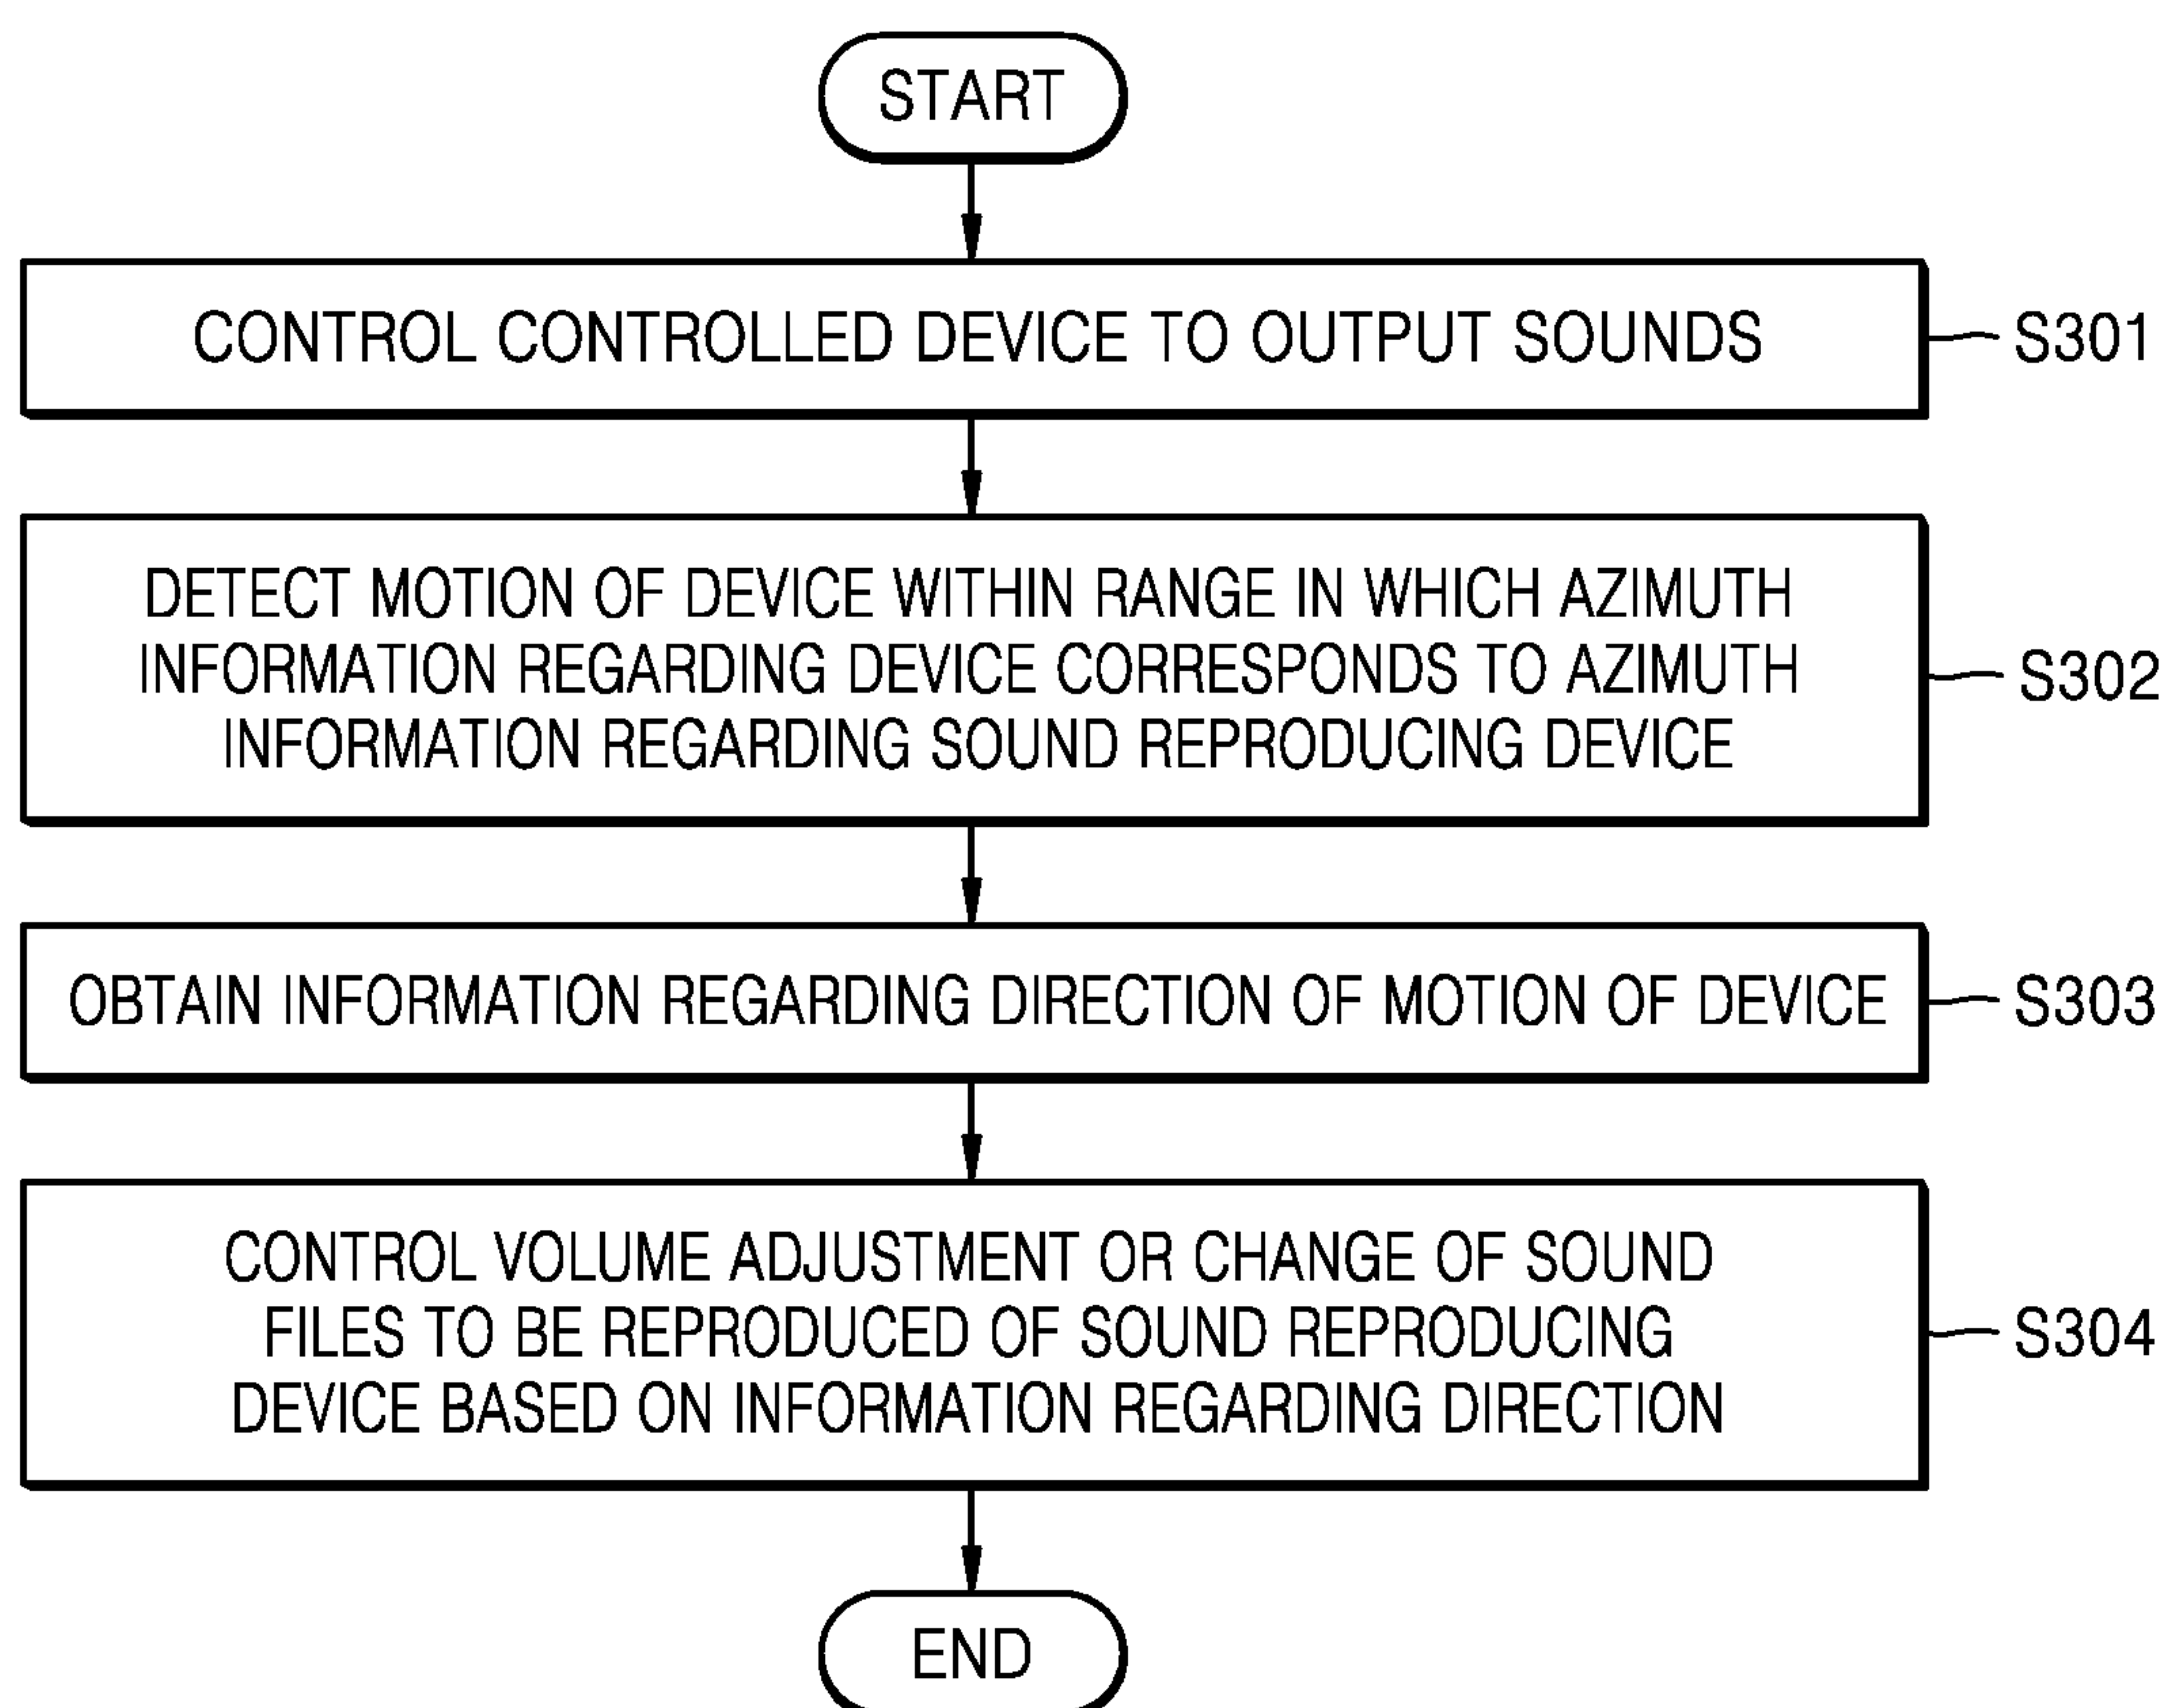 START
CONTROL CONTROLLED DEVICE TO OUTPUT SOUNDS
S301
DETECT MOTION OF DEVICE WITHIN RANGE IN WHICH AZIMUTH
INFORMATION REGARDING DEVICE CORRESPONDS TO AZIMUTH
INFORMATION REGARDING SOUND REPRODUCING DEVICE
S302
OBTAIN INFORMATION REGARDING DIRECTION OF MOTION OF DEVICE
S303
CONTROL VOLUME ADJUSTMENT OR CHANGE OF SOUND
FILES TO BE REPRODUCED OF SOUND REPRODUCING
DEVICE BASED ON INFORMATION REGARDING DIRECTION
S304
END